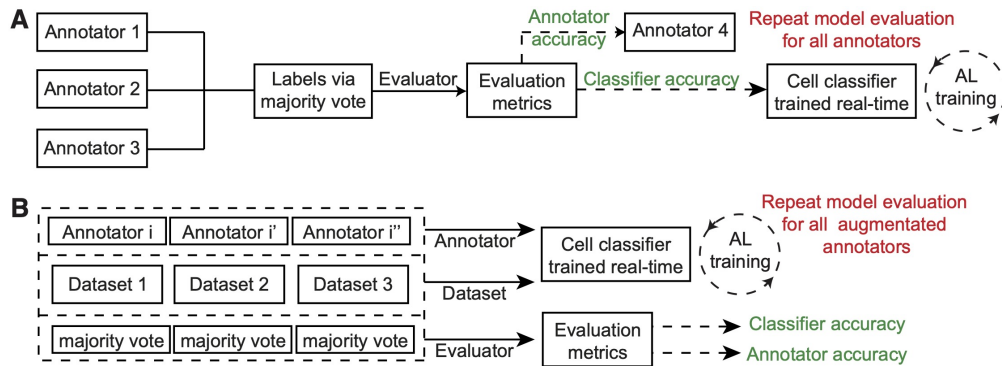 A
Annotator 1
Annotator 2
Annotator 3
Labels via
majority vote
Evaluator
Evaluation
metrics
Annotator
accuracy
Annotator 4
Classifier accuracy
Repeat model evaluation
for all annotators
Cell classifier
trained real-time
AL
training
B
Annotator i
Annotator i’
Annotator i’’
Annotator
Dataset 1
Dataset 2
Dataset 3
Dataset
majority vote
majority vote
majority vote
Evaluator
Cell classifier
trained real-time
AL
training
Repeat model evaluation
for all augmentated
annotators
Evaluation
metrics
Classifier accuracy
Annotator accuracy